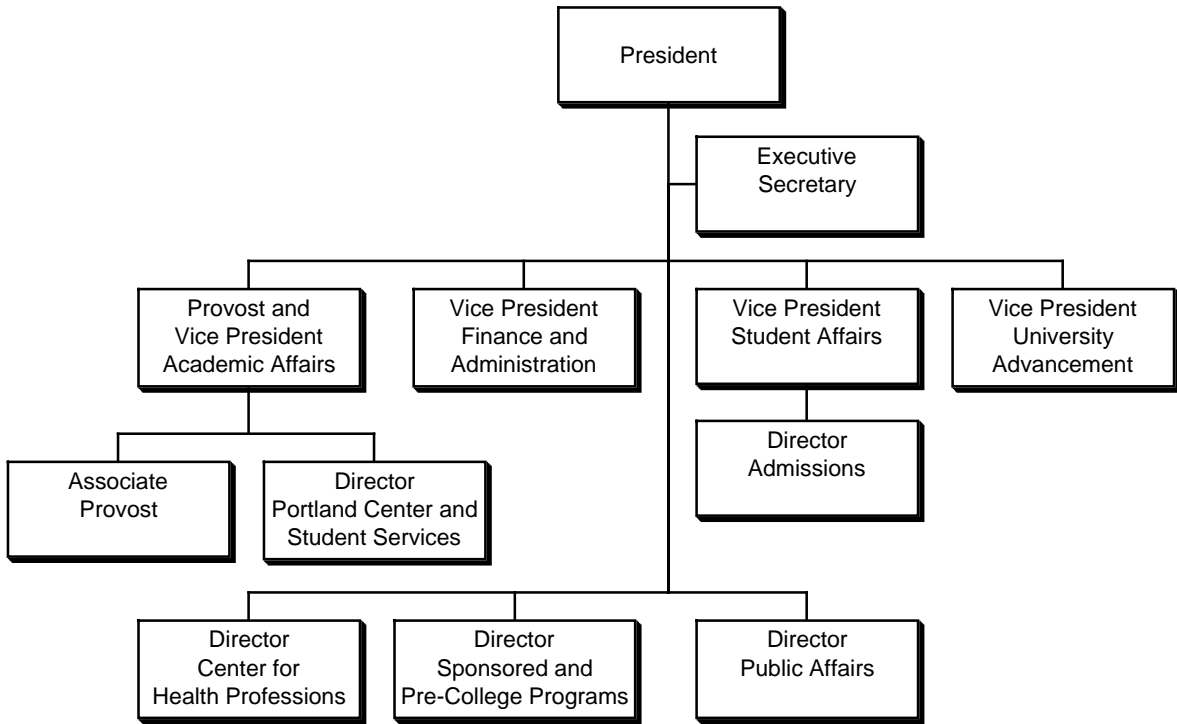 President
Executive
Secretary
Provost and
Vice President
Academic Affairs
Vice President
Finance and
Administration
Vice President
Student Affairs
Vice President
University
Advancement
Associate
Provost
Director
Portland Center and
Student Services
Director
Admissions
Director
Center for
Health Professions
Director
Sponsored and
Pre-College Programs
Director
Public Affairs